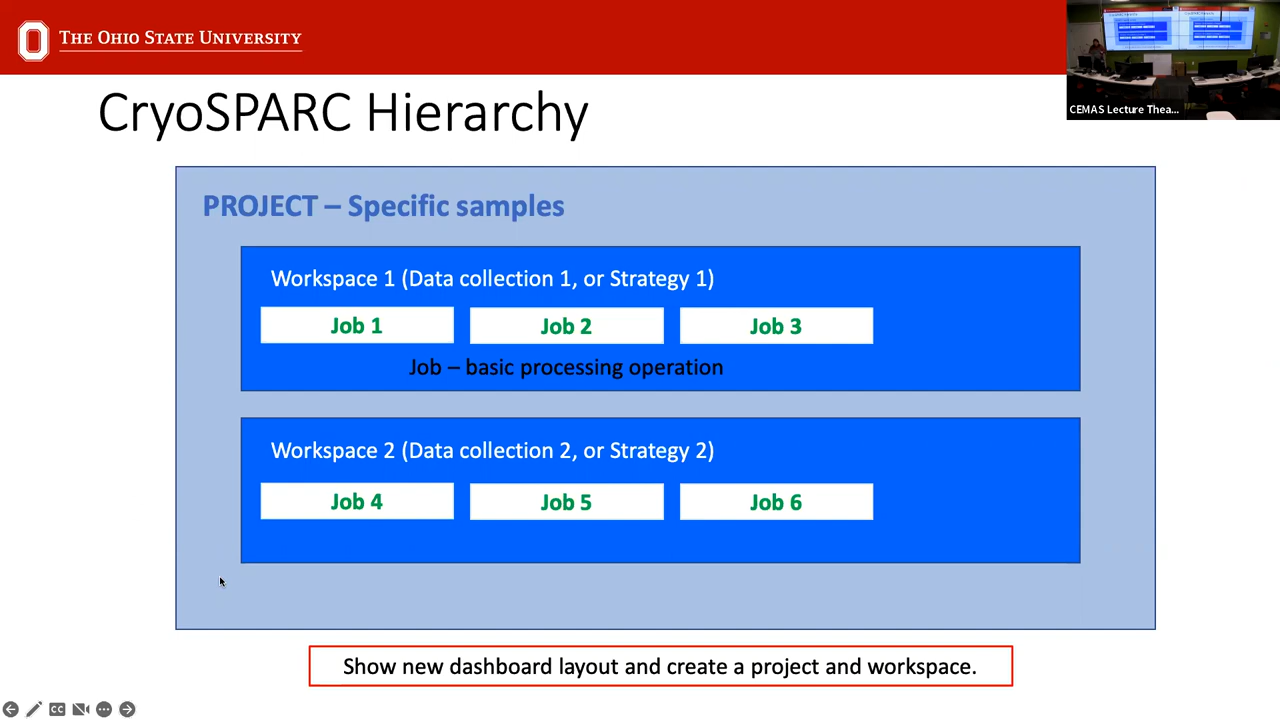 THE OHIO STATE UNIVERSITY
CEMAS Lecture Thea...
CryoSPARC Hierarchy
PROJECT – Specific samples
Workspace 1 (Data collection 1, or Strategy 1)
Job 1
Job 2
Job 3
Job – basic processing operation
Workspace 2 (Data collection 2, or Strategy 2)
Job 4
Job 5
Job 6
Show new dashboard layout and create a project and workspace.
CC